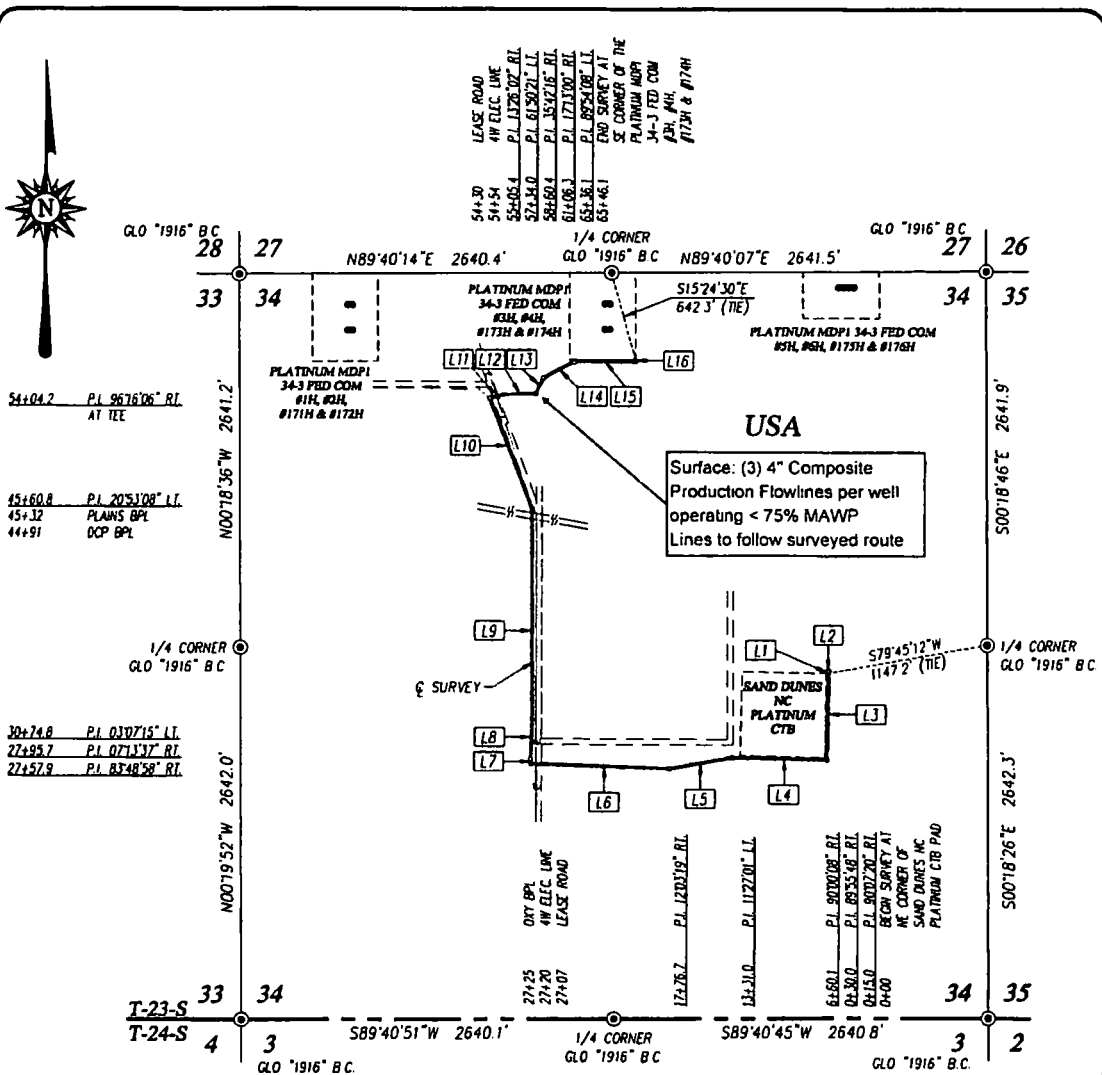 LEASE ROAD
4W ELEC. LINE
P.I. 13°26'02" RT.
P.I. 61°50'21" LT.
P.I. 35°42'16" RT.
P.I. 17°13'00" RT.
P.I. 89°54'08" LT.
END SURVEY AT
SE CORNER OF THE
PLATINUM MDP1
34-3 FED COM
#3H, #4H,
#173H & #174H
54+30
54+54
55+05.4
57+34.0
58+60.4
61+06.3
65+36.1
65+46.1
N
GLO "1916" B C
28 27
33 34
N89°40'14"E 2640.4'
1/4 CORNER
GLO "1916" B C
N89°40'07"E 2641.5'
GLO "1916" B C
27 26
34 35
PLATINUM MDP1
34-3 FED COM
#3H, #4H,
#173H & #174H
S15°24'30"E
642 3' (TIE)
PLATINUM MDP1 34-3 FED COM
#5H, #6H, #175H & #176H
L11
L12
L13
L16
PLATINUM MDP1
34-3 FED COM
#1H, #2H,
#171H & #172H
L14
L15
54+04.2 P.I. 96°16'06" RT.
AT TEE
N00°18'36"W 2641.2'
S00°18'46"E 2641.9'
USA
L10
Surface: (3) 4" Composite
Production Flowlines per well
operating < 75% MAWP
Lines to follow surveyed route
45+60.8 P.I. 20°53'08" LT.
45+32 PLAINS BPL
44+91 DCP BPL
1/4 CORNER
GLO "1916" B C
L9
L1
L2
S79°45'12"W
1147 2' (TIE)
1/4 CORNER
GLO "1916" B C.
℄ SURVEY
SAND DUNES
NC
PLATINUM
CTB
L3
30+74.8 P.I. 03°07'15" LT.
27+95.7 P.I. 07°13'37" RT.
27+57.9 P.I. 83°48'58" RT.
L8
L7
L6
L5
L4
N00°19'52"W 2642.0'
S00°18'26"E 2642.3'
OXY BPL
4W ELEC. LINE
LEASE ROAD
27+25
27+20
27+07
17+76.7 P.I. 12°03'19" RT.
13+31.0 P.I. 11°27'01" LT.
6+60.1 P.I. 90°00'08" RT.
0+30.0 P.I. 89°55'48" RT.
0+15.0 P.I. 90°07'20" RT.
0+00 BEGIN SURVEY AT
NE CORNER OF
SAND DUNES NC
PLATINUM CTB PAD
T-23-S 33 34
T-24-S 4 3
S89°40'51"W 2640.1'
1/4 CORNER
GLO "1916" B C
S89°40'45"W 2640 8'
34 35
3 2
GLO "1916" B C.
GLO "1916" B.C.